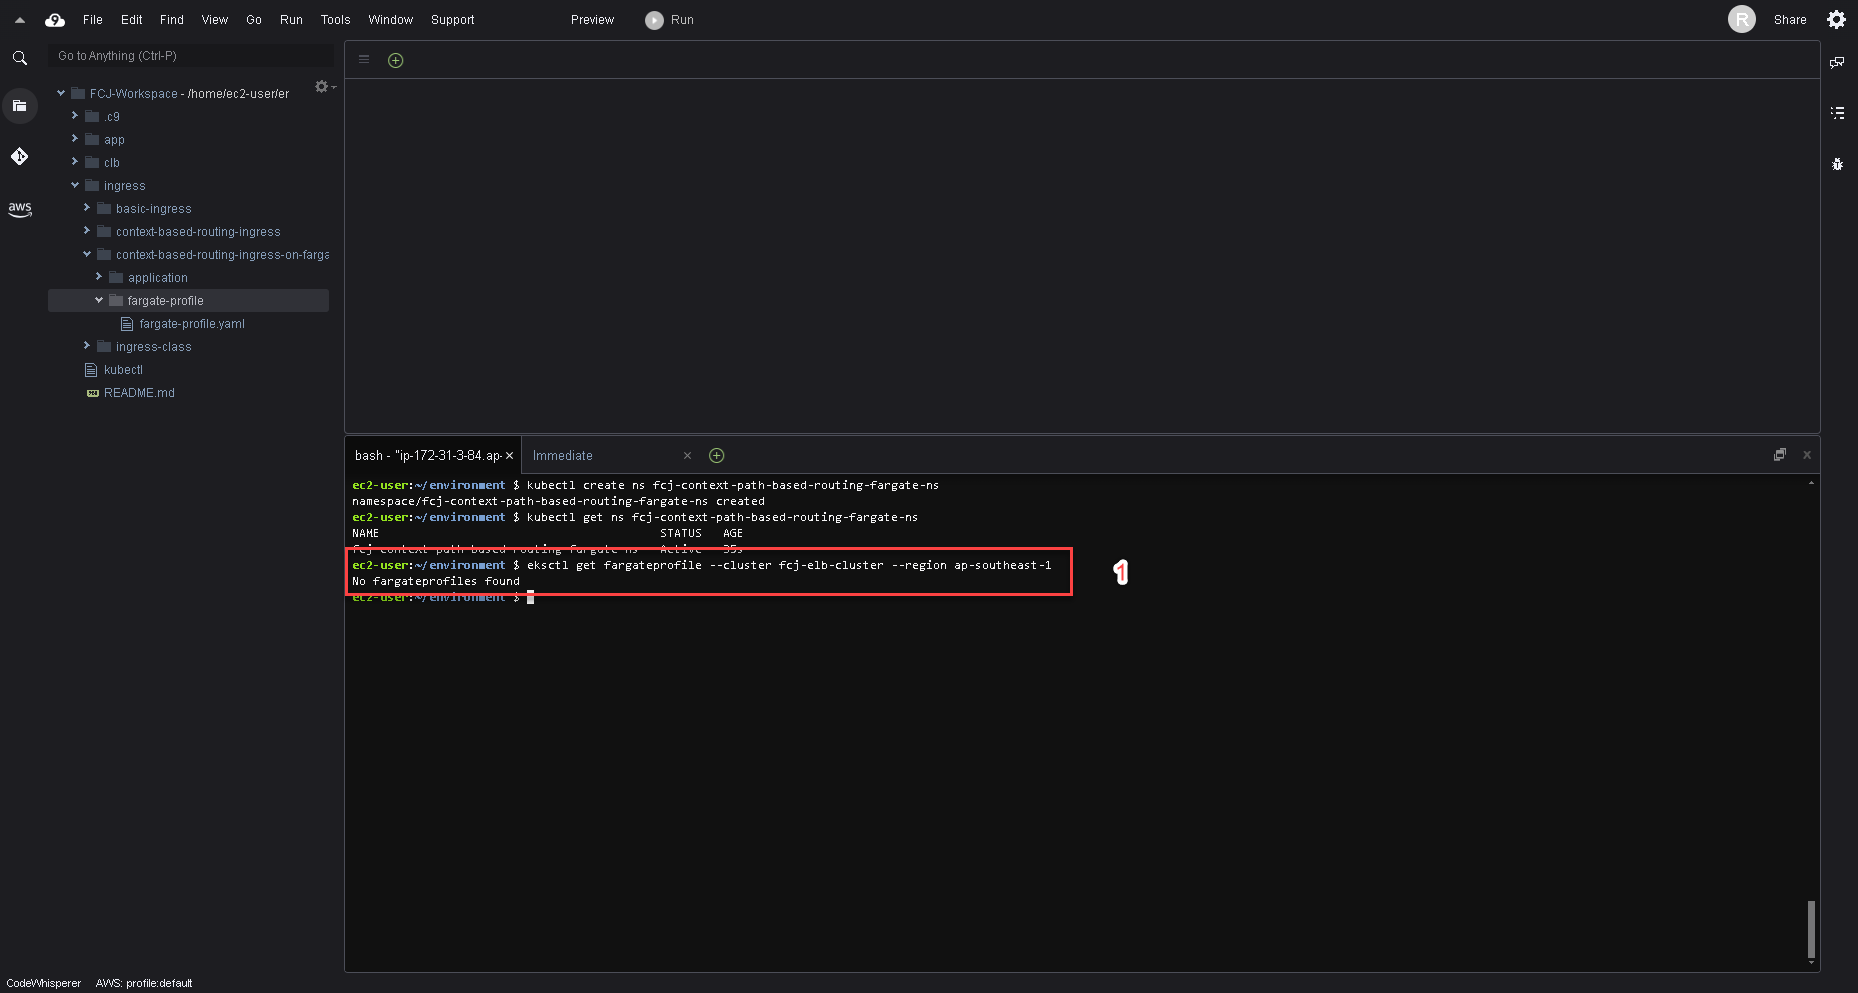 File Edit Find View Go Run Tools Window Support Preview Run R Share
Go to Anything (Ctrl-P)
FCJ-Workspace - /home/ec2-user/er
.c9
app
clb
ingress
basic-ingress
context-based-routing-ingress
context-based-routing-ingress-on-farga
application
fargate-profile
fargate-profile.yaml
ingress-class
kubectl
README.md
aws
bash - "ip-172-31-3-84.ap- Immediate
ec2-user:~/environment $ kubectl create ns fcj-context-path-based-routing-fargate-ns
namespace/fcj-context-path-based-routing-fargate-ns created
ec2-user:~/environment $ kubectl get ns fcj-context-path-based-routing-fargate-ns
NAME STATUS AGE
fcj-context-path-based-routing-fargate-ns Active 35s
ec2-user:~/environment $ eksctl get fargateprofile --cluster fcj-elb-cluster --region ap-southeast-1
No fargateprofiles found
ec2-user:~/environment $
1
CodeWhisperer AWS: profile:default